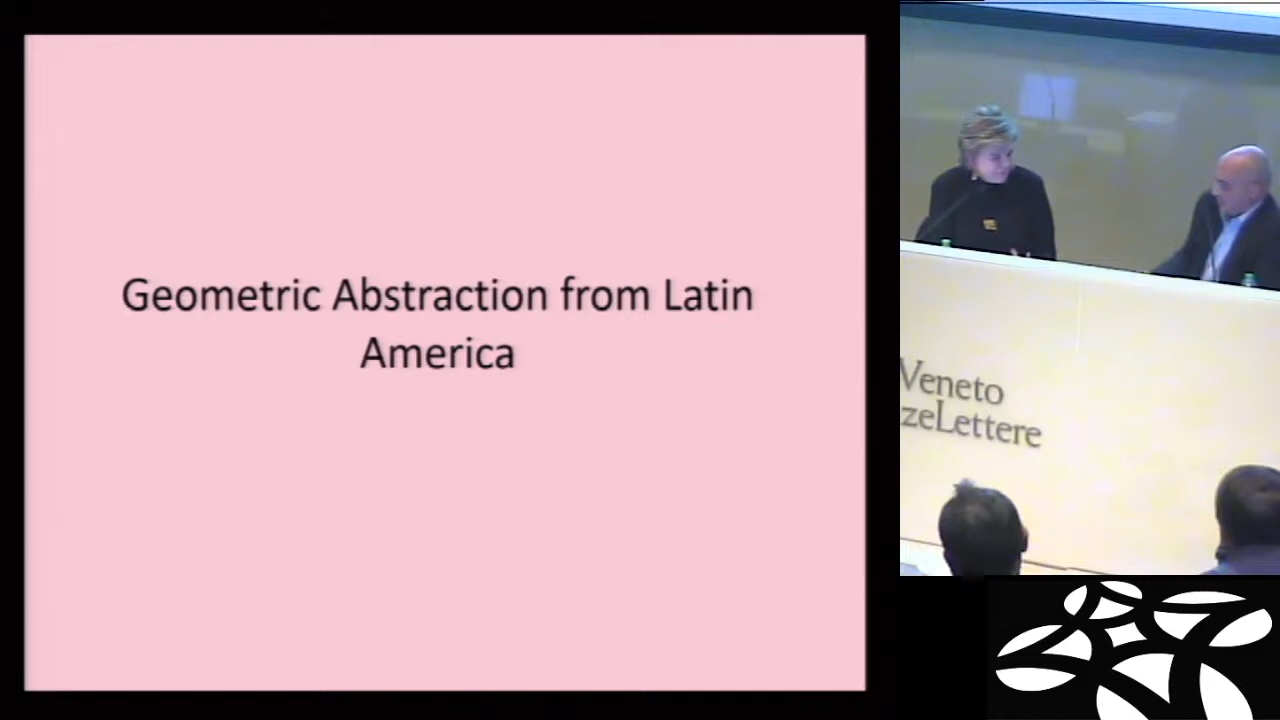 Geometric Abstraction from Latin
America
Veneto
zeLettere